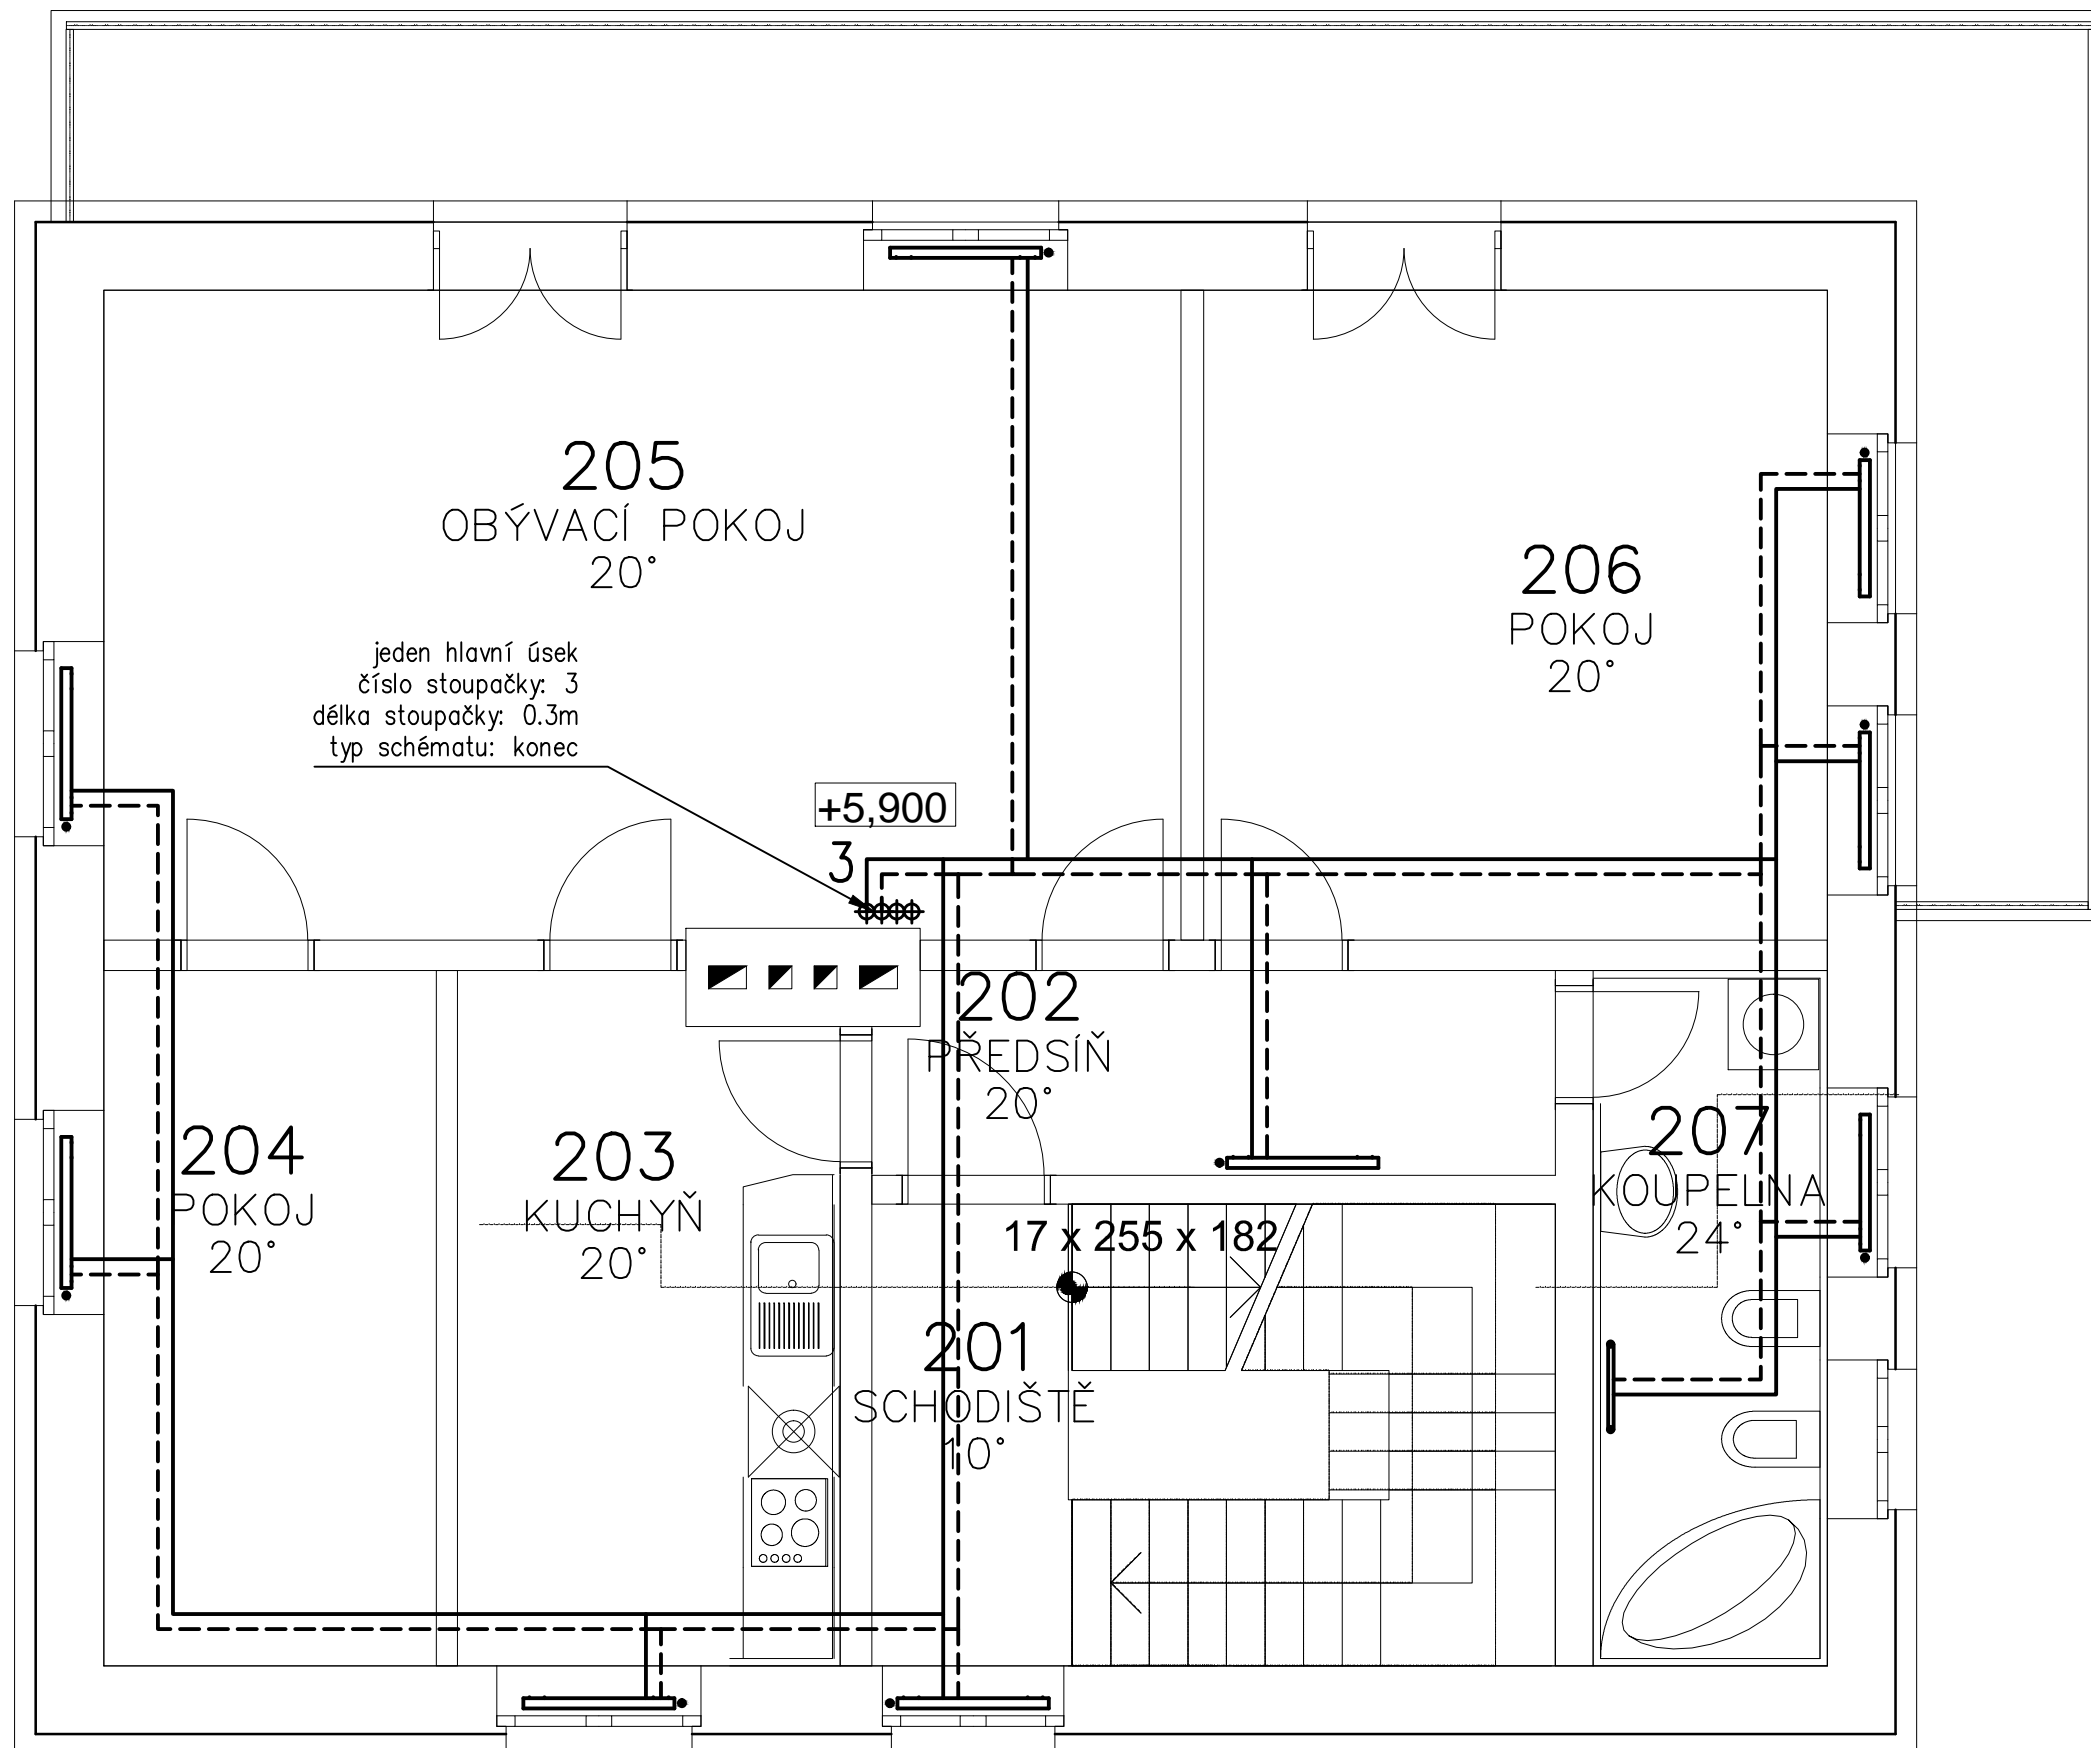 205
OBÝVACÍ POKOJ
20°
206
POKOJ
20°
jeden hlavní úsek
číslo stoupačky: 3
délka stoupačky: 0.3m
typ schématu: konec
+5,900
3
202
PŘEDSÍŇ
20°
204
POKOJ
20°
203
KUCHYŇ
20°
207
KOUPELNA
24°
17 x 255 x 182
201
SCHODIŠTĚ
10°